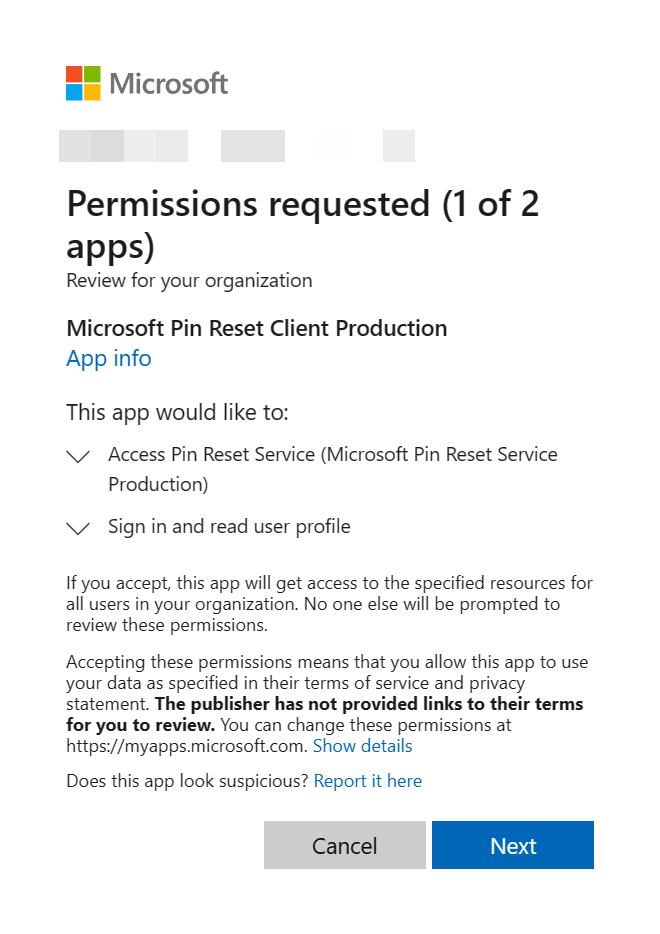 Microsoft
Permissions requested (1 of 2
apps)
Review for your organization
Microsoft Pin Reset Client Production
App info
This app would like to:
Access Pin Reset Service (Microsoft Pin Reset Service
Production)
Sign in and read user profile
If you accept, this app will get access to the specified resources for
all users in your organization. No one else will be prompted to
review these permissions.
Accepting these permissions means that you allow this app to use
your data as specified in their terms of service and privacy
statement. The publisher has not provided links to their terms
for you to review. You can change these permissions at
https://myapps.microsoft.com. Show details
Does this app look suspicious? Report it here
Cancel Next